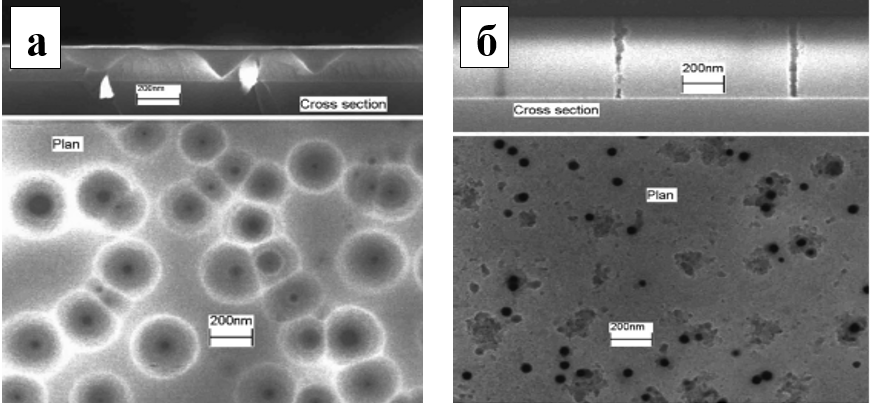 а
200nm
Cross section
Plan
200nm
б
200nm
Cross section
Plan
200nm